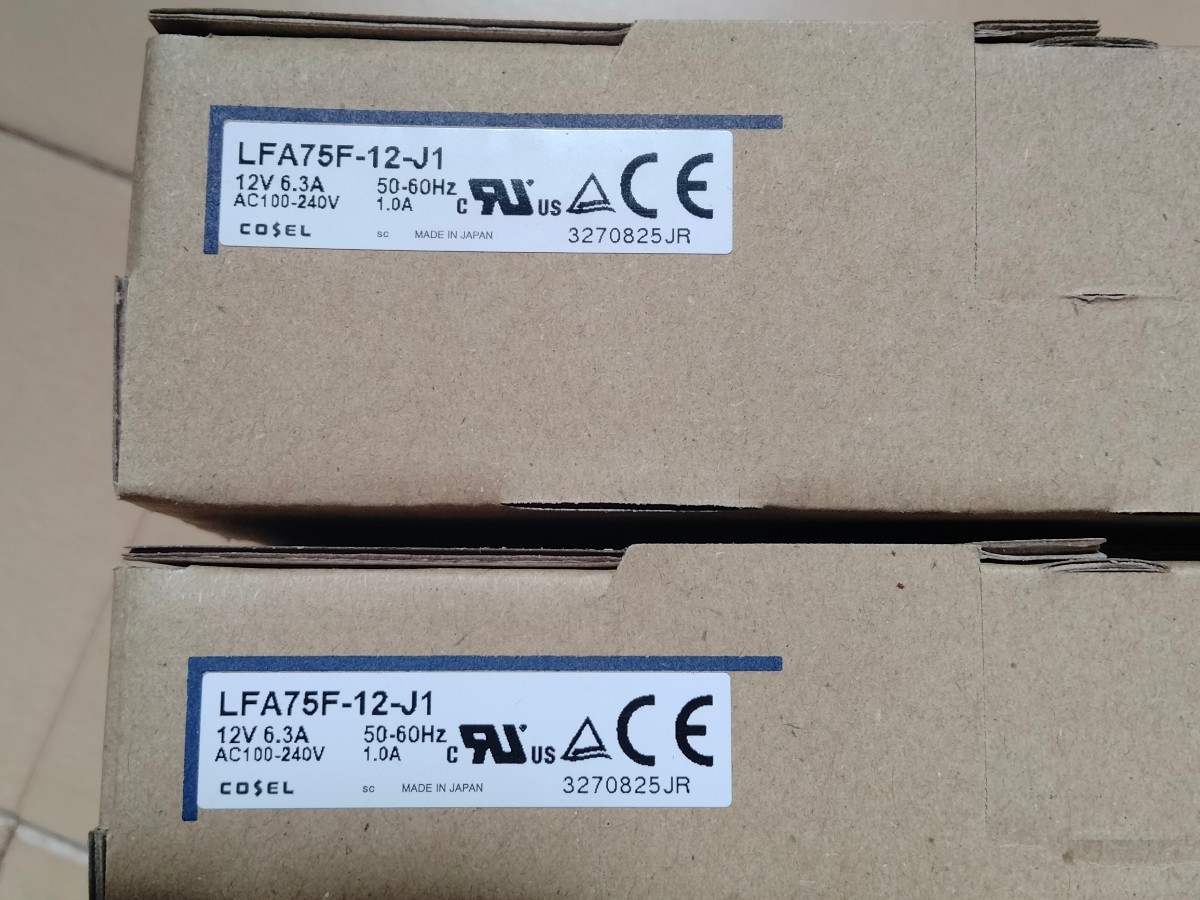 LFA75F-12-J1
12V 6.3A 50-60Hz
AC100-240V 1.0A
C RU US CE
COSEL SC MADE IN JAPAN 3270825JR
LFA75F-12-J1
12V 6.3A 50-60Hz
AC100-240V 1.0A
C RU US CE
COSEL SC MADE IN JAPAN 3270825JR